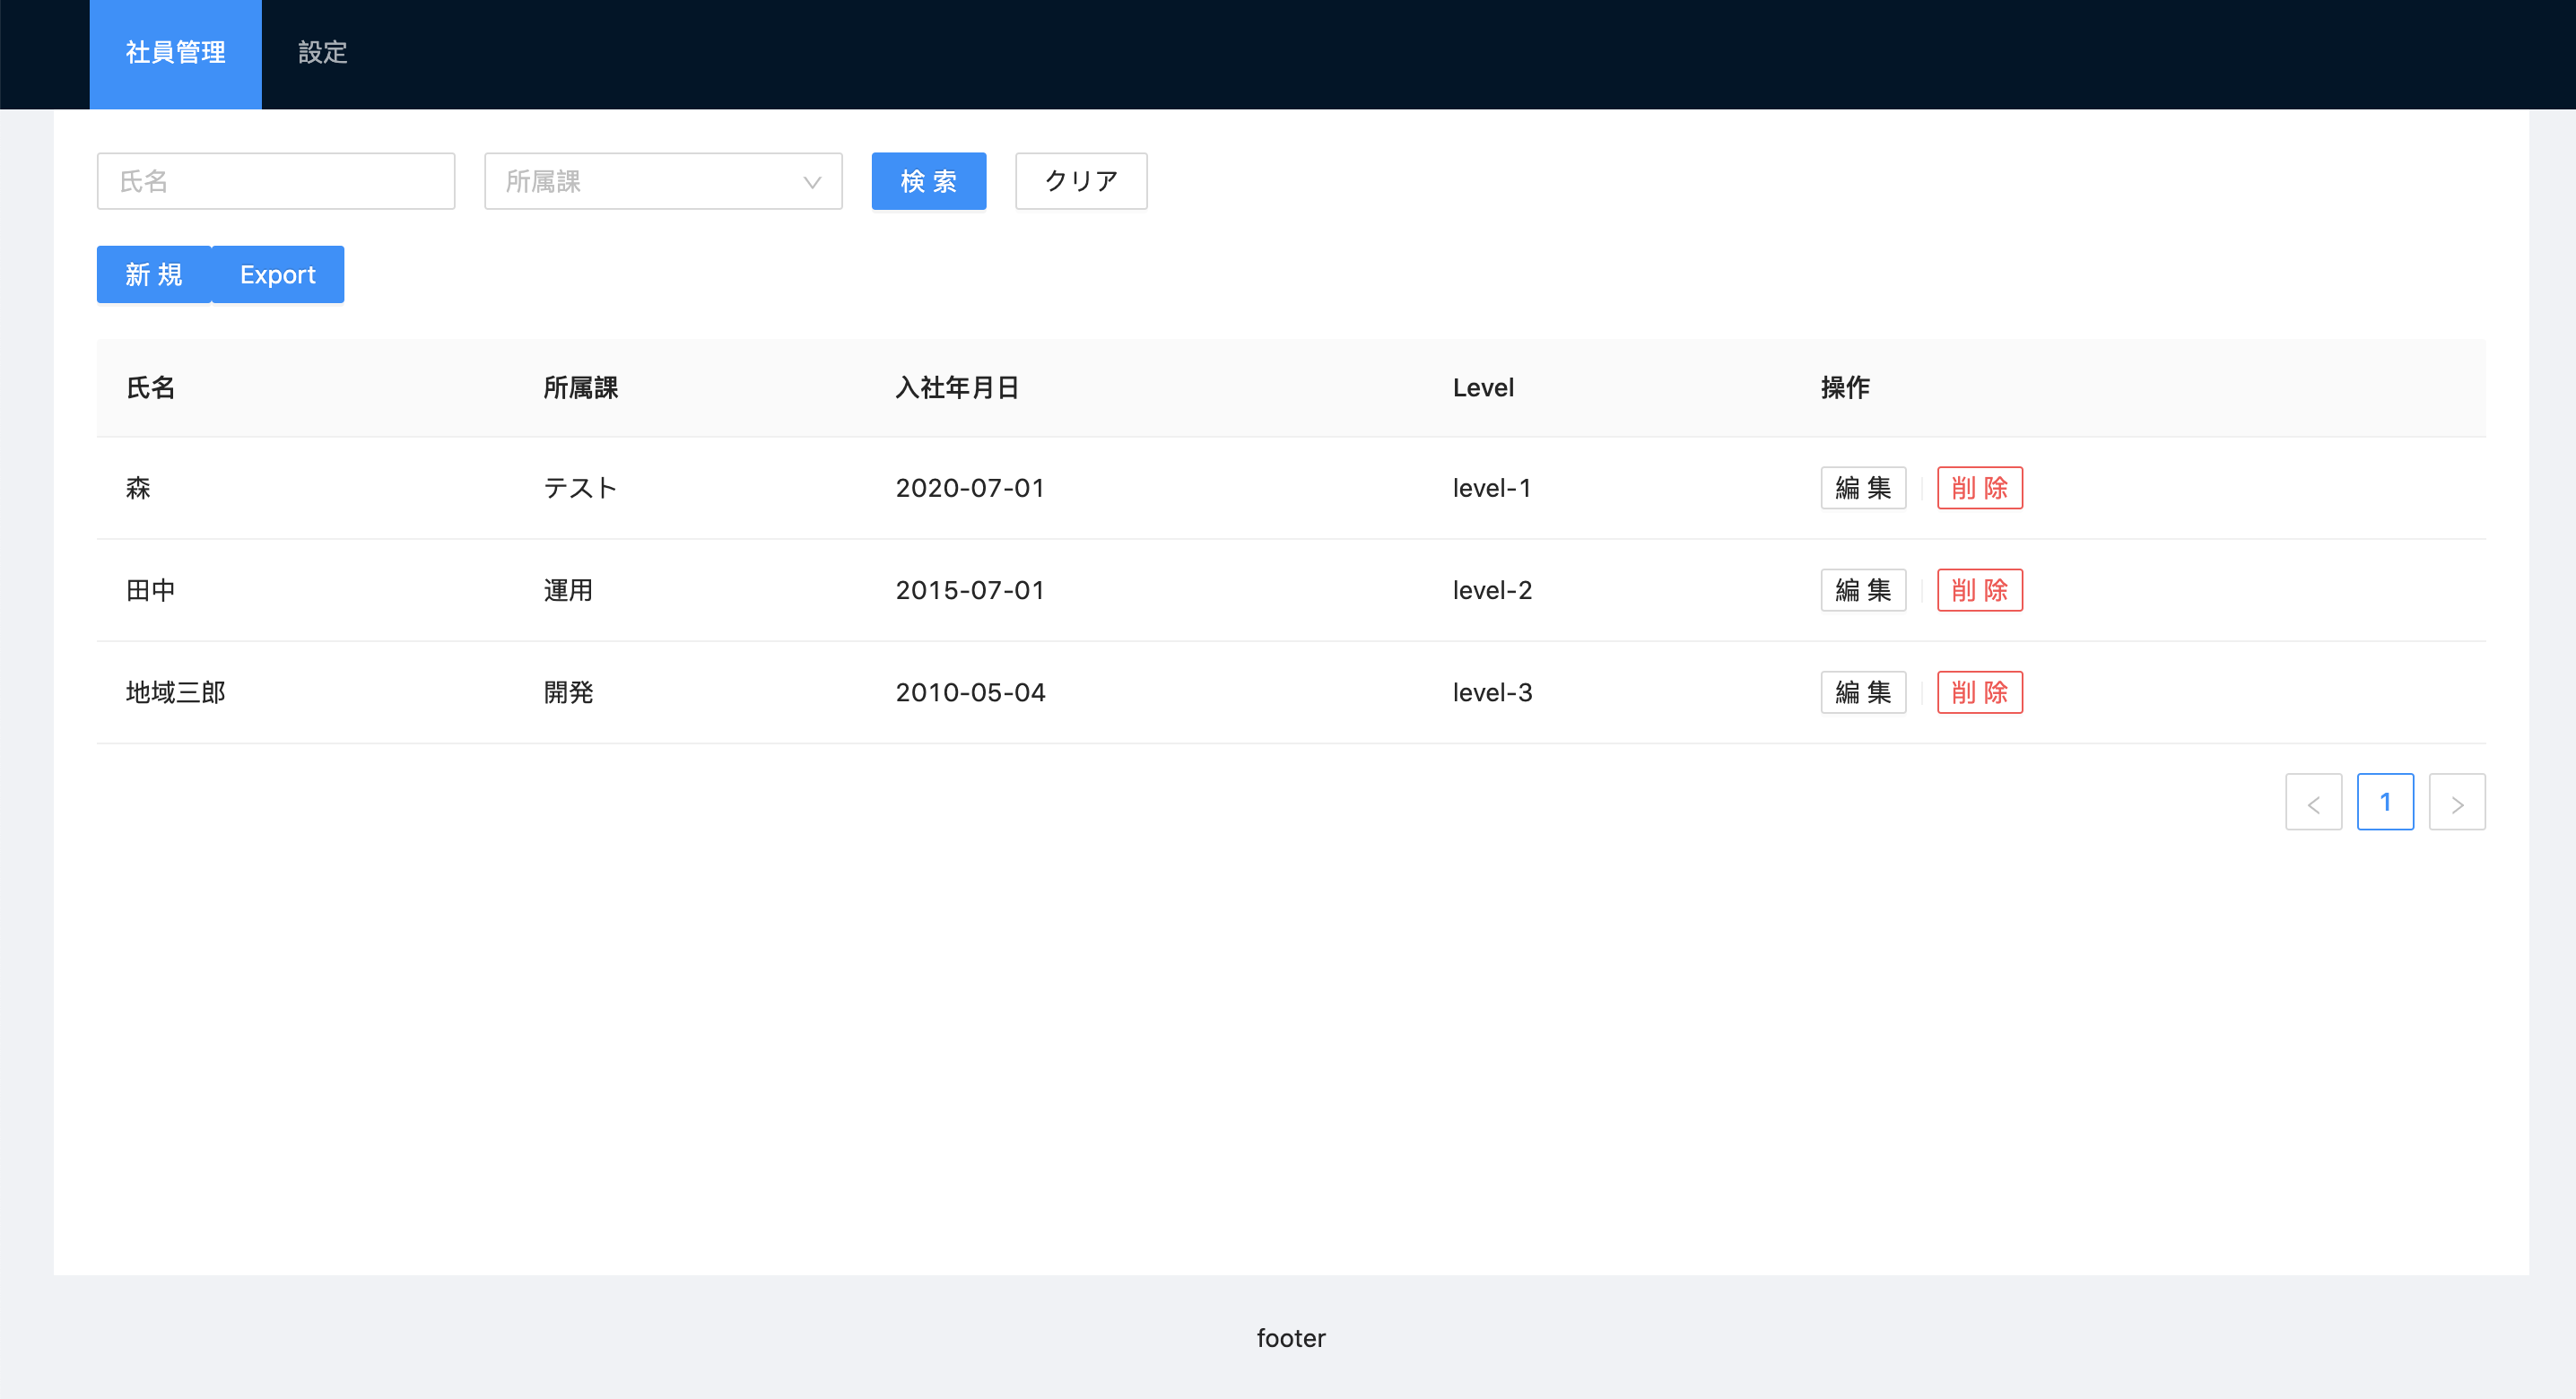 社員管理 設定
氏名 所属課 検索 クリア
新規 Export
氏名 所属課 入社年月日 Level 操作
森 テスト 2020-07-01 level-1 編集 削除
田中 運用 2015-07-01 level-2 編集 削除
地域三郎 開発 2010-05-04 level-3 編集 削除
< 1 >
footer